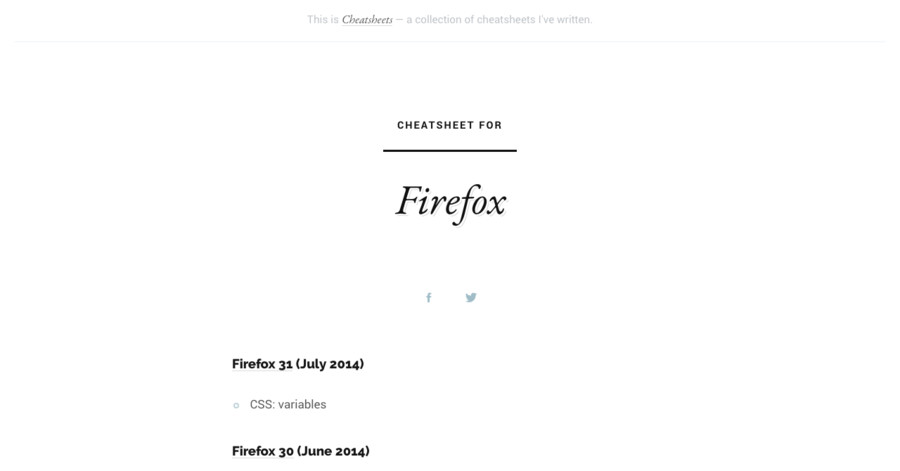 This is Cheatsheets — a collection of cheatsheets I've written.
CHEATSHEET FOR
Firefox
Firefox 31 (July 2014)
CSS: variables
Firefox 30 (June 2014)